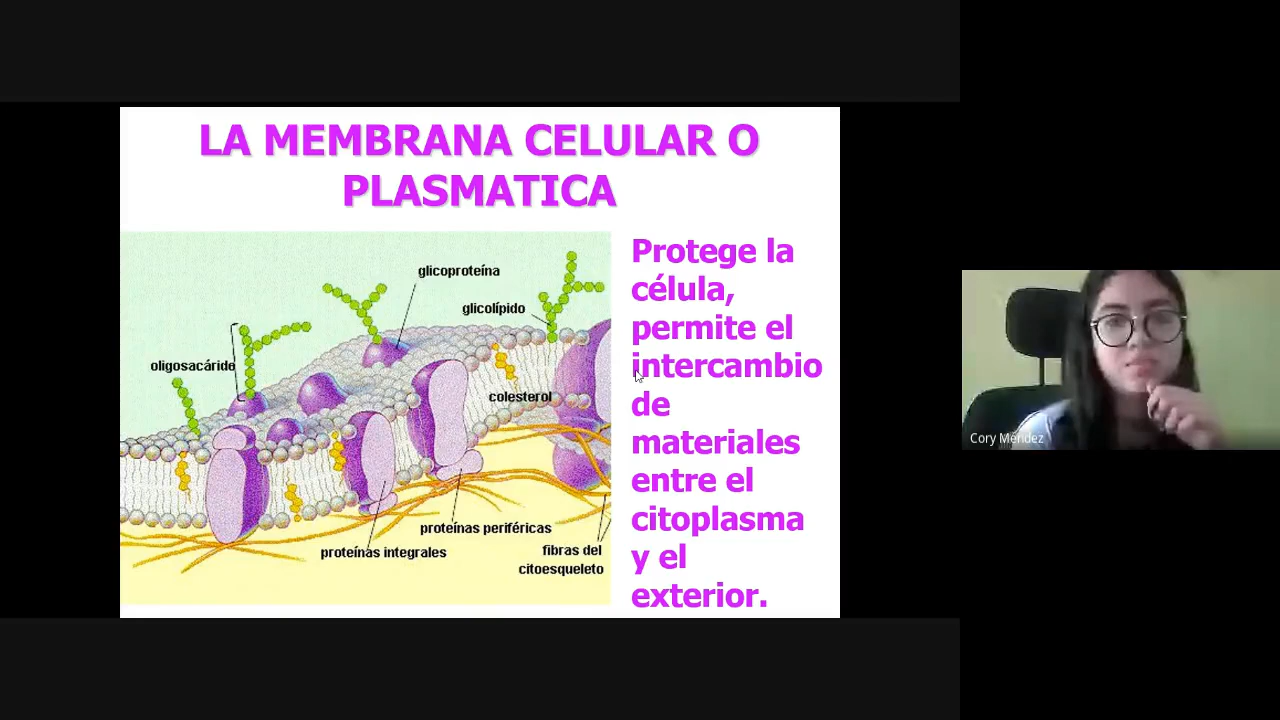 LA MEMBRANA CELULAR O
PLASMATICA
glicoproteína
glicolípido
oligosacárido
colesterol
proteínas periféricas
proteínas integrales
fibras del
citoesqueleto
Protege la
célula,
permite el
intercambio
de
materiales
entre el
citoplasma
y el
exterior.
Cory Méndez